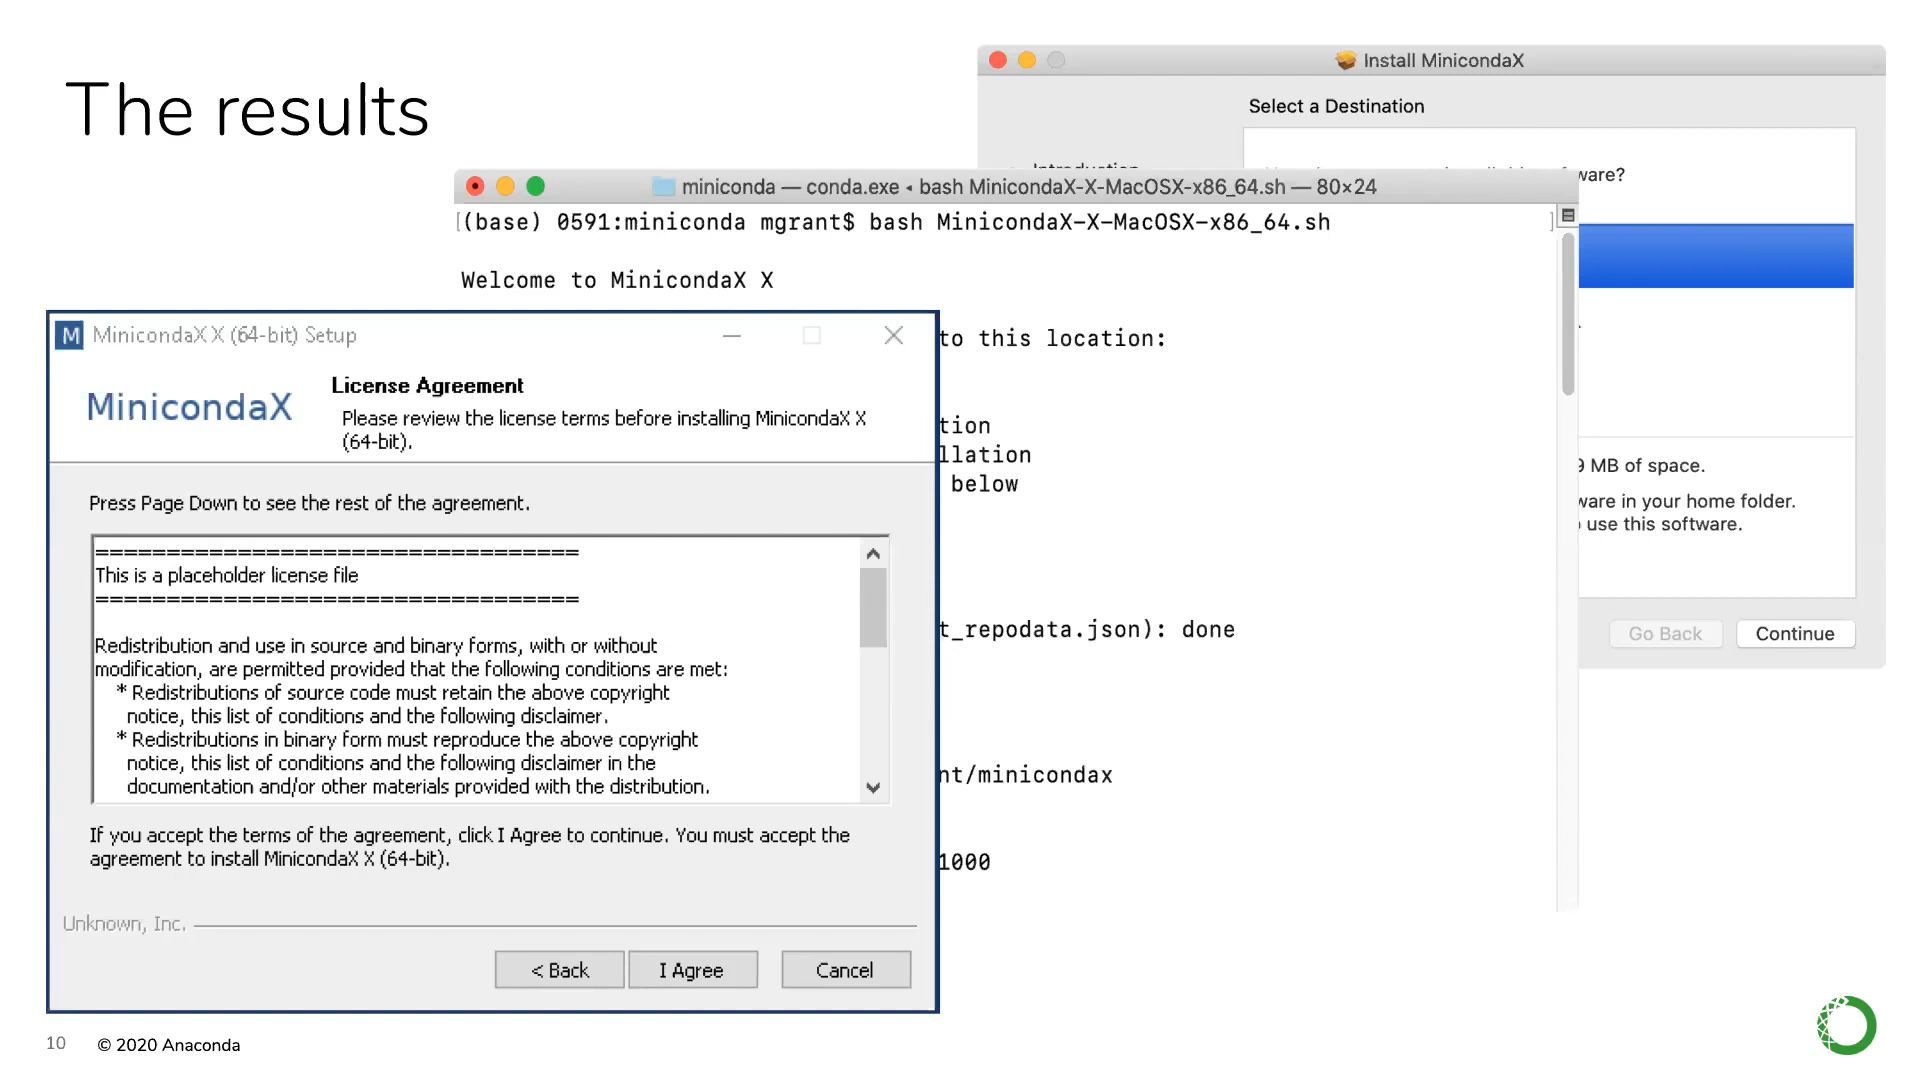 The results
Install MinicondaX
Select a Destination
ware?
9 MB of space.
ware in your home folder.
use this software.
Go Back
Continue
miniconda — conda.exe ◂ bash MinicondaX-X-MacOSX-x86_64.sh — 80×24
[(base) 0591:miniconda mgrant$ bash MinicondaX-X-MacOSX-x86_64.sh ]
Welcome to MinicondaX X
to this location:
tion
llation
below
t_repodata.json): done
nt/minicondax
1000
M MinicondaX X (64-bit) Setup
MinicondaX
License Agreement
Please review the license terms before installing MinicondaX X
(64-bit).
Press Page Down to see the rest of the agreement.
==================================
This is a placeholder license file
==================================
Redistribution and use in source and binary forms, with or without
modification, are permitted provided that the following conditions are met:
* Redistributions of source code must retain the above copyright
notice, this list of conditions and the following disclaimer.
* Redistributions in binary form must reproduce the above copyright
notice, this list of conditions and the following disclaimer in the
documentation and/or other materials provided with the distribution.
If you accept the terms of the agreement, click I Agree to continue. You must accept the
agreement to install MinicondaX X (64-bit).
Unknown, Inc.
< Back
I Agree
Cancel
10
© 2020 Anaconda